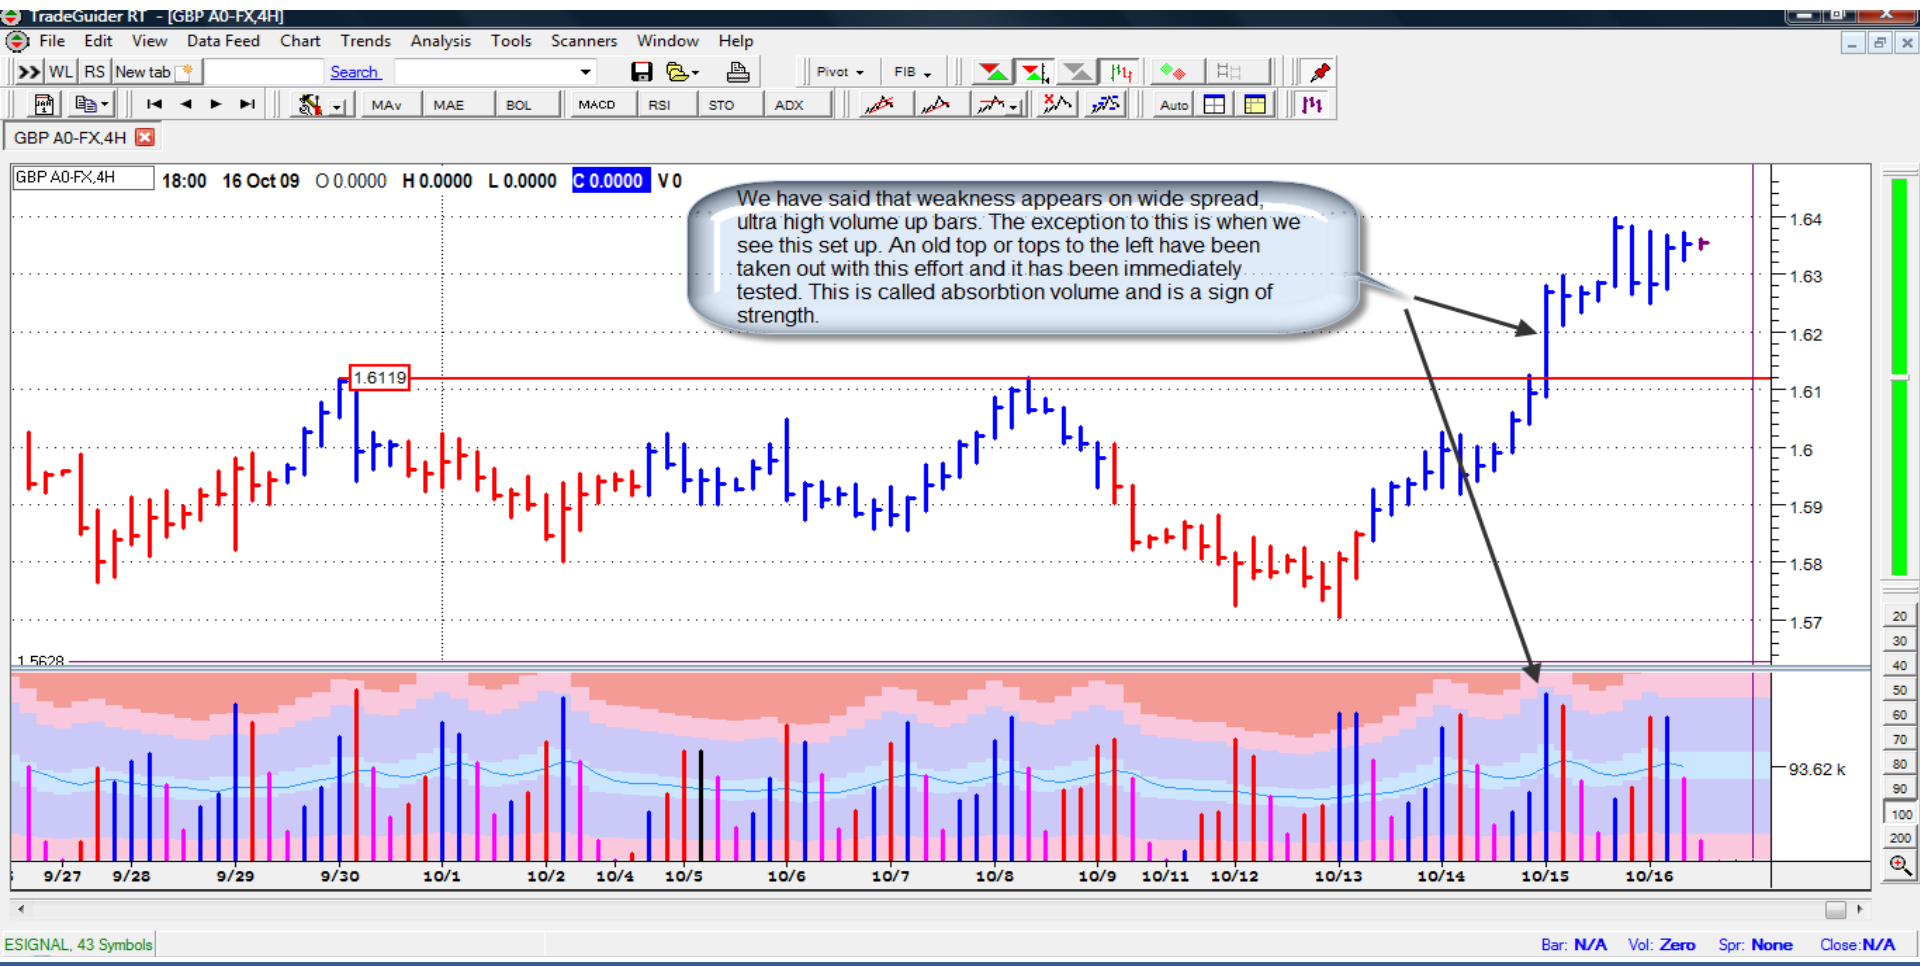 TradeGuider RT - [GBP A0-FX,4H]
File Edit View Data Feed Chart Trends Analysis Tools Scanners Window Help
WL RS New tab Search Pivot FIB
MAv MAE BOL MACD RSI STO ADX Auto
GBP A0-FX,4H
GBP A0-FX,4H 18:00 16 Oct 09 O 0.0000 H 0.0000 L 0.0000 C 0.0000 V 0
We have said that weakness appears on wide spread,
ultra high volume up bars. The exception to this is when we
see this set up. An old top or tops to the left have been
taken out with this effort and it has been immediately
tested. This is called absorbtion volume and is a sign of
strength.
1.64
1.63
1.62
1.6119
1.61
1.6
1.59
1.58
1.57
1.5628
93.62 k
20
30
40
50
60
70
80
90
100
200
9/27 9/28 9/29 9/30 10/1 10/2 10/4 10/5 10/6 10/7 10/8 10/9 10/11 10/12 10/13 10/14 10/15 10/16
ESIGNAL, 43 Symbols Bar: N/A Vol: Zero Spr: None Close:N/A